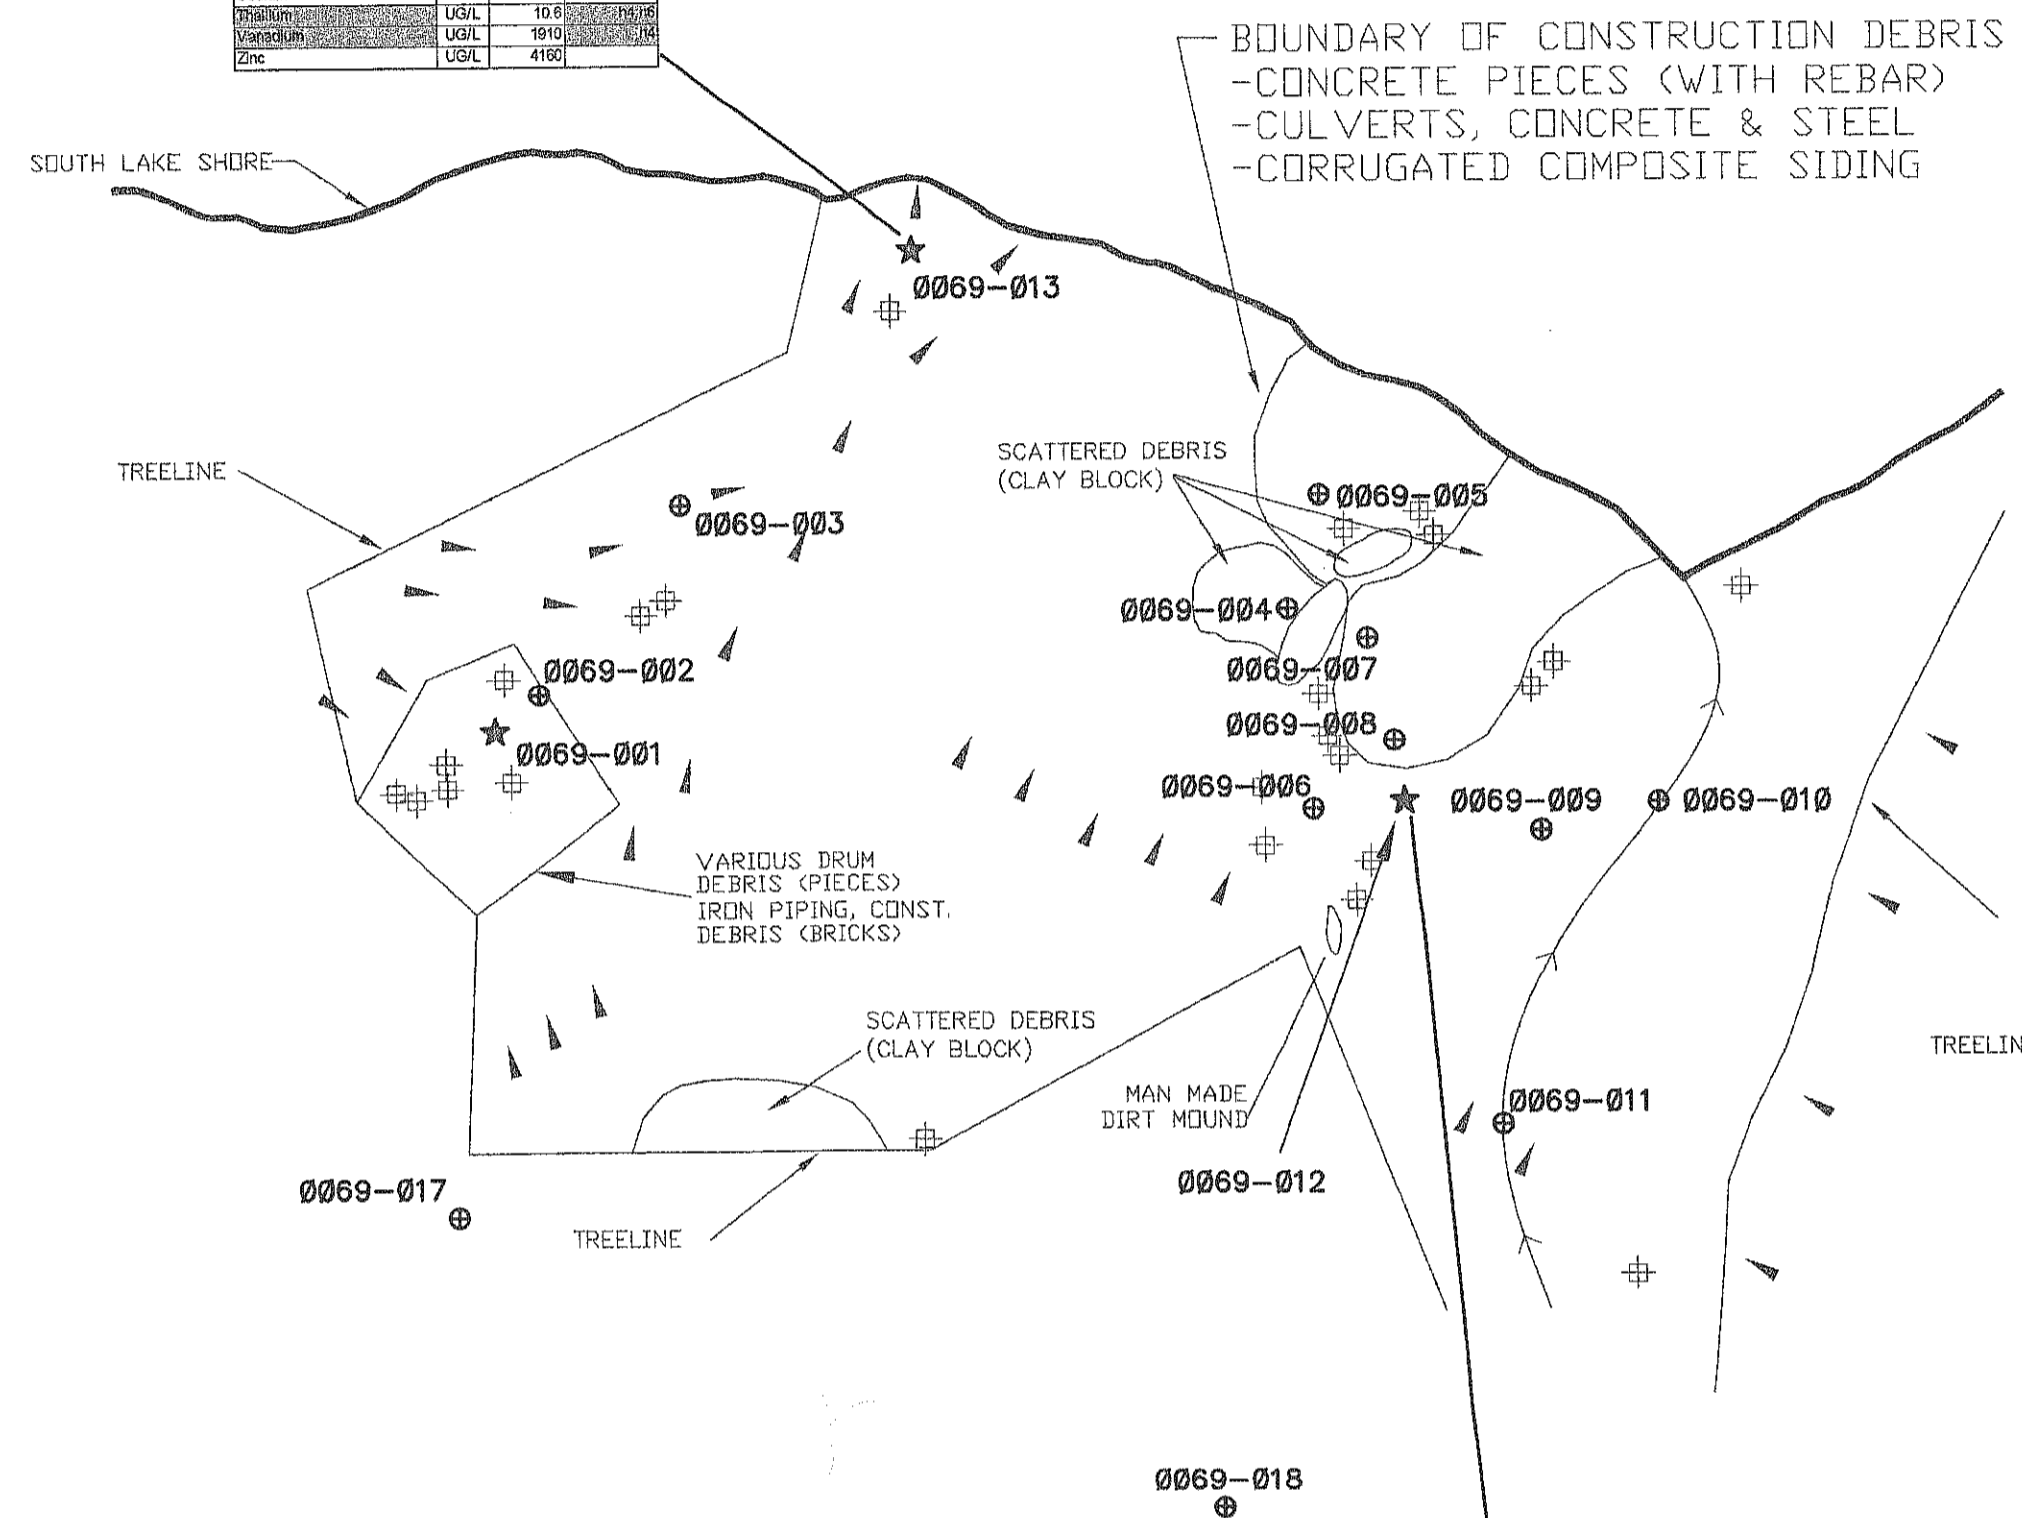 Thallium UG/L 10.6 h4,h6
Vanadium UG/L 1910 h4
Zinc UG/L 4160
BOUNDARY OF CONSTRUCTION DEBRIS
-CONCRETE PIECES (WITH REBAR)
-CULVERTS, CONCRETE & STEEL
-CORRUGATED COMPOSITE SIDING
SOUTH LAKE SHORE
0069-013
TREELINE
SCATTERED DEBRIS
(CLAY BLOCK)
0069-005
0069-003
0069-004
0069-007
0069-002
0069-008
0069-001
0069-006
0069-009
0069-010
VARIOUS DRUM
DEBRIS (PIECES)
IRON PIPING, CONST.
DEBRIS (BRICKS)
SCATTERED DEBRIS
(CLAY BLOCK)
TREELIN
MAN MADE
DIRT MOUND
0069-011
0069-012
0069-017
TREELINE
0069-018